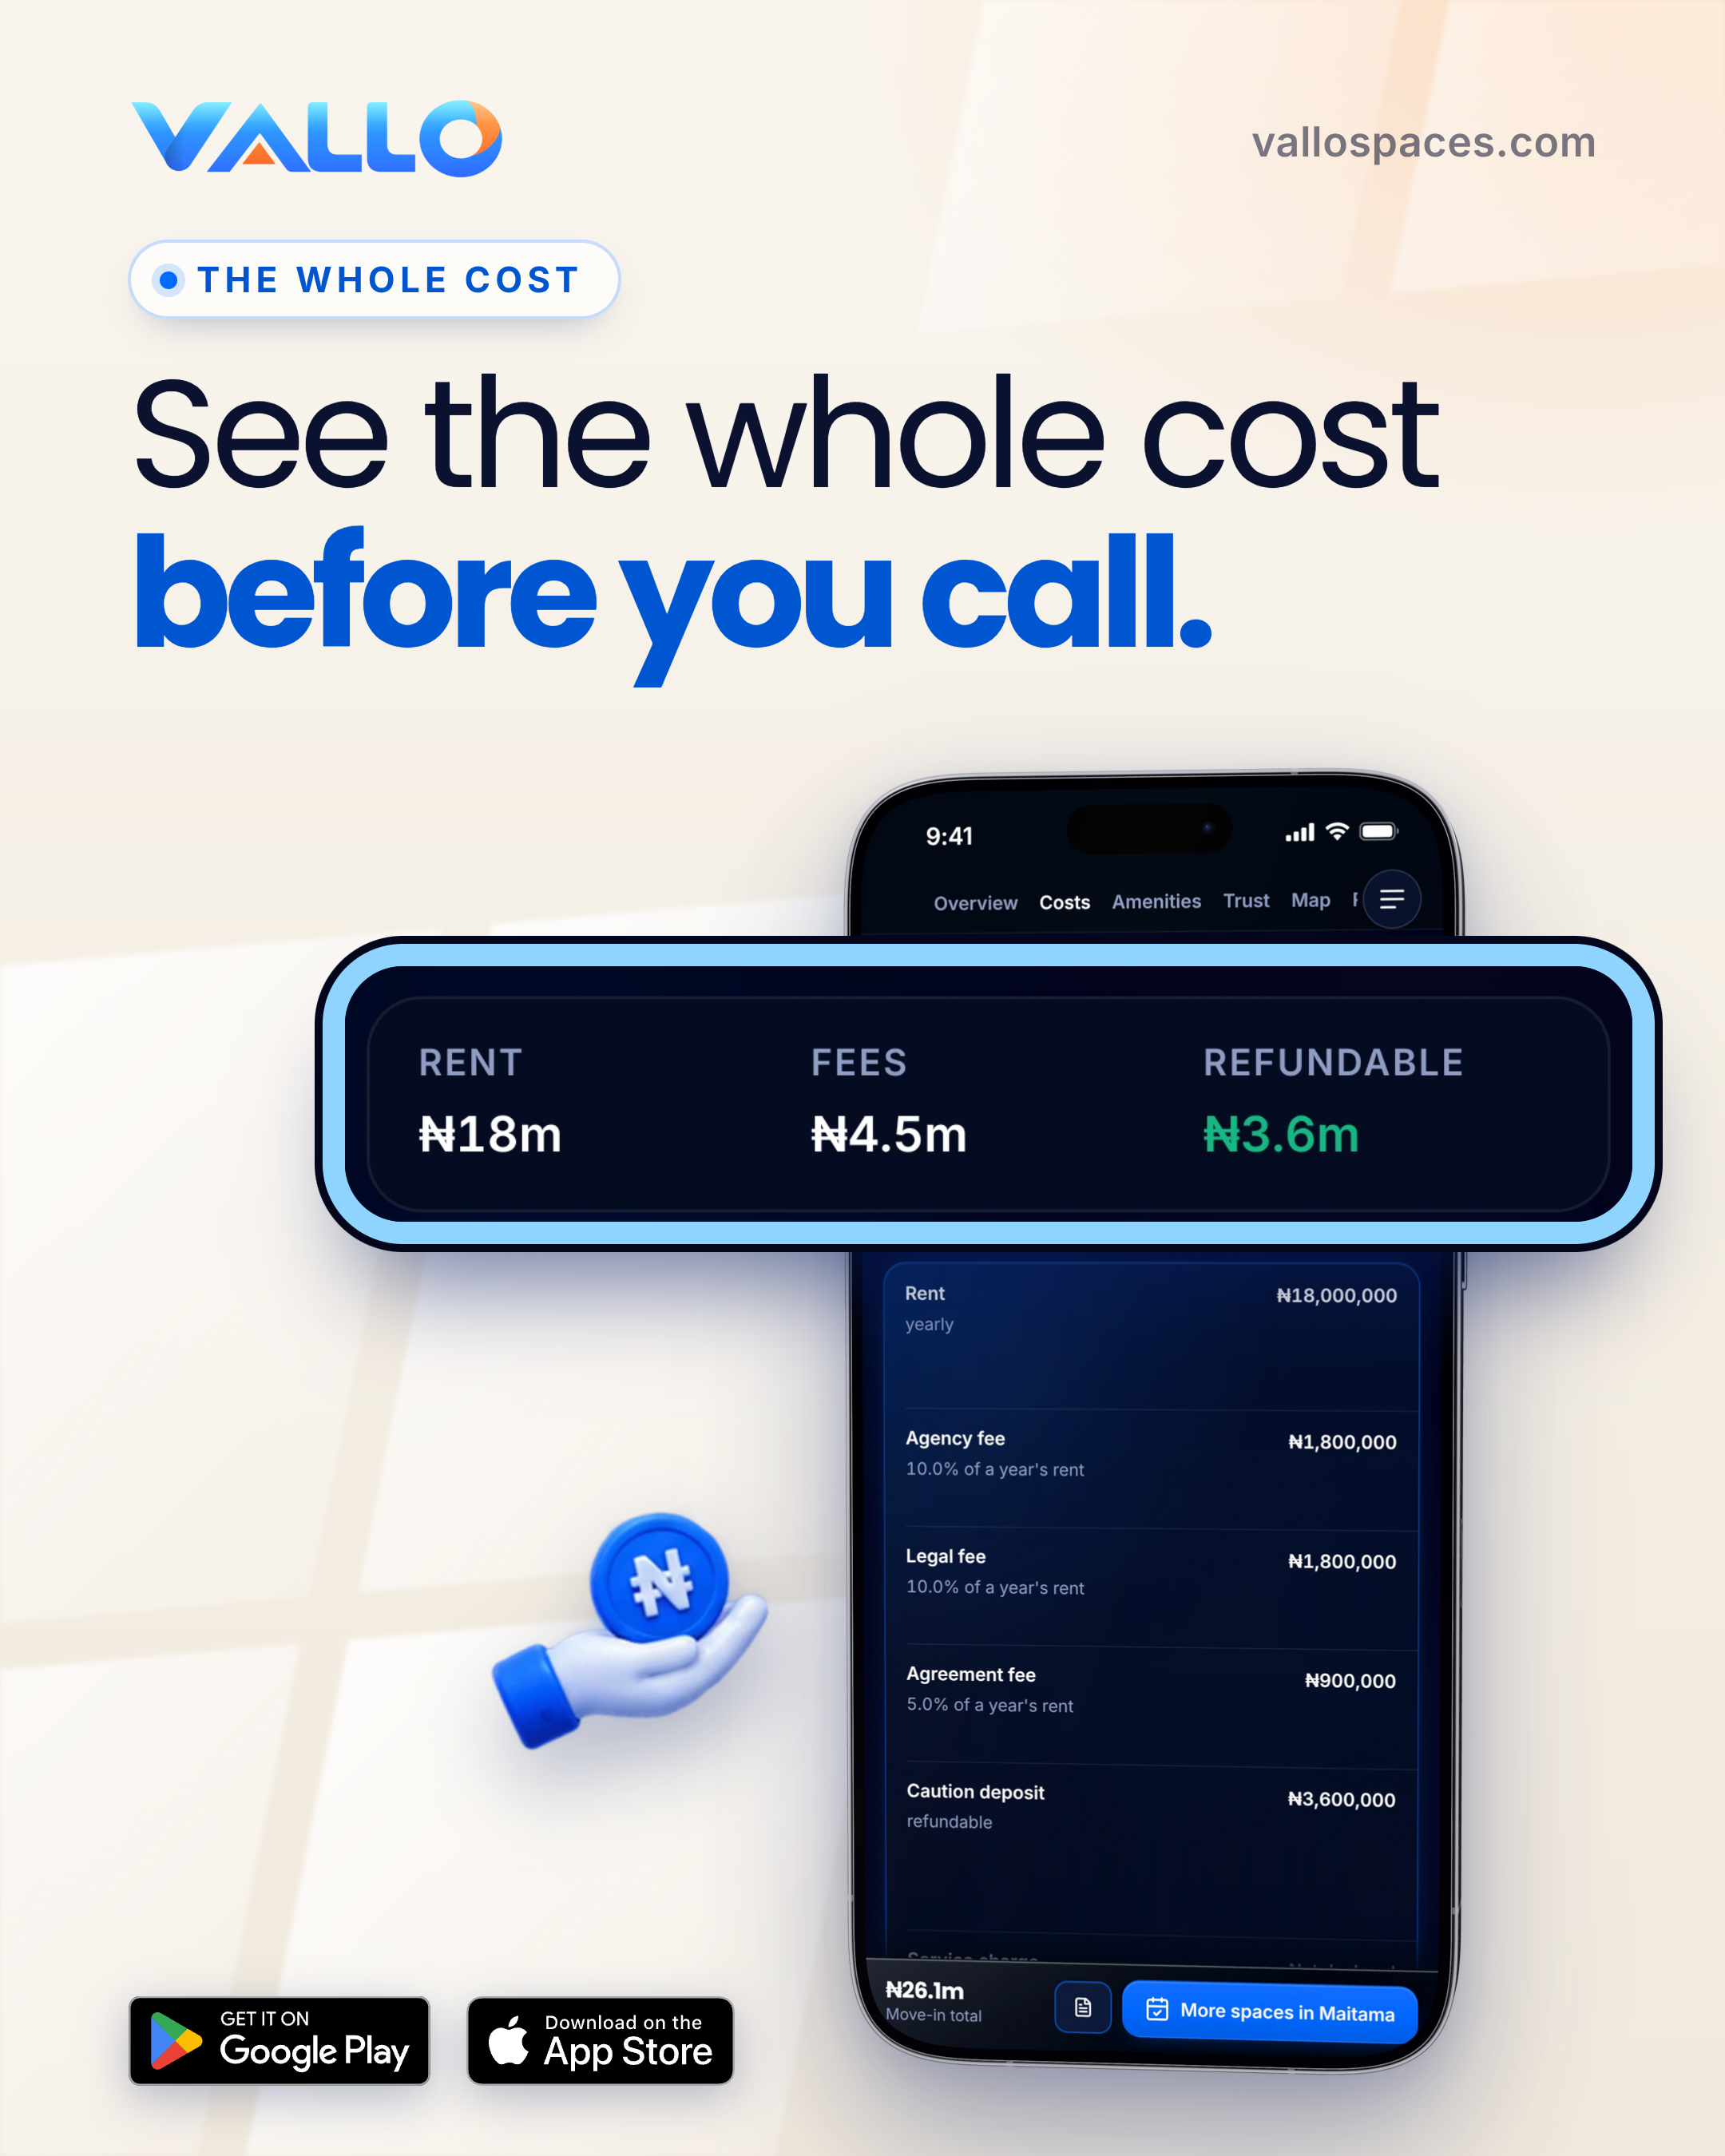 VALLO
vallospaces.com
THE WHOLE COST
See the whole cost
before you call.
9:41
Overview Costs Amenities Trust Map
RENT FEES REFUNDABLE
₦18m ₦4.5m ₦3.6m
Rent ₦18,000,000
yearly
Agency fee ₦1,800,000
10.0% of a year's rent
Legal fee ₦1,800,000
10.0% of a year's rent
₦
Agreement fee ₦900,000
5.0% of a year's rent
Caution deposit ₦3,600,000
refundable
Service charge
₦26.1m
Move-in total
More spaces in Maitama
GET IT ON
Google Play
Download on the
App Store